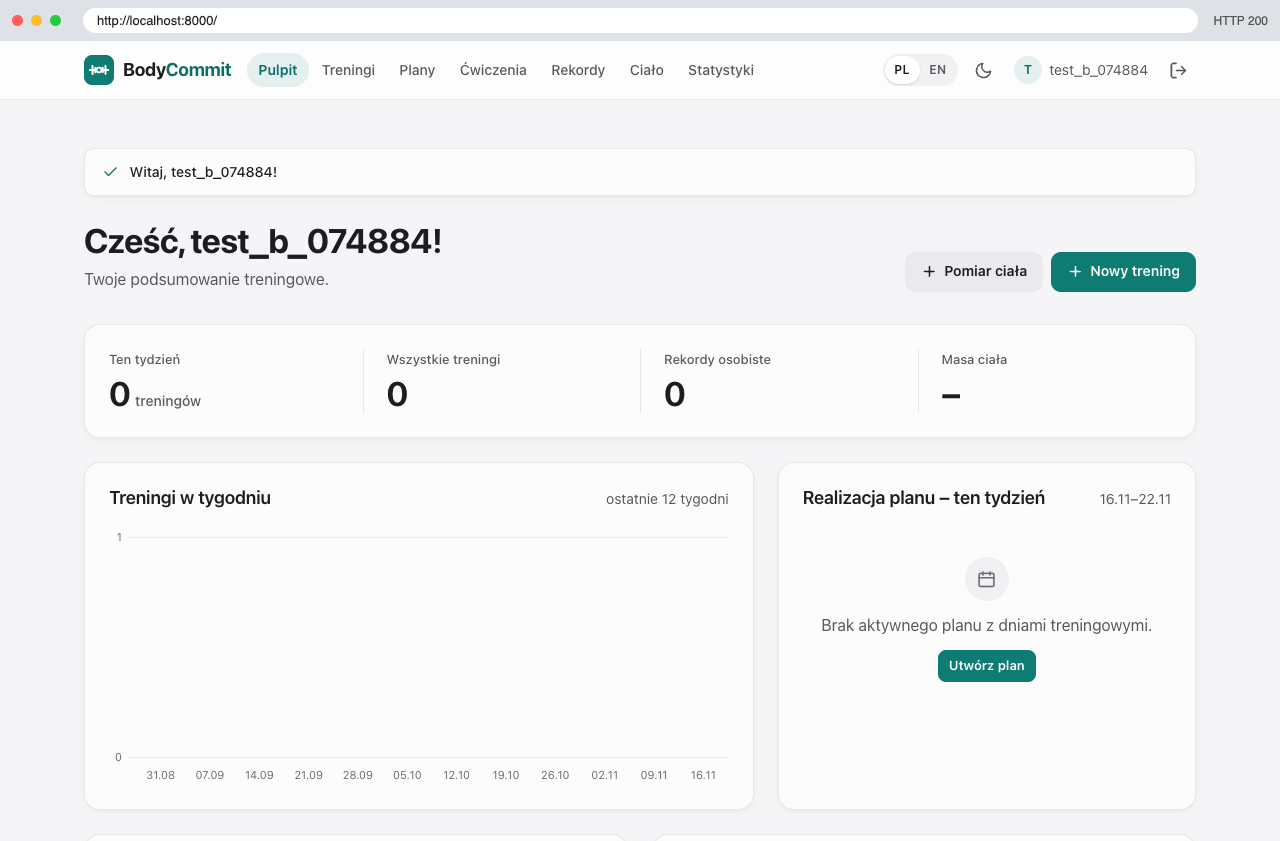 http://localhost:8000/
HTTP 200
BodyCommit
Pulpit
Treningi
Plany
Ćwiczenia
Rekordy
Ciało
Statystyki
PL
EN
T
test_b_074884
Witaj, test_b_074884!
Cześć, test_b_074884!
Twoje podsumowanie treningowe.
Pomiar ciała
Nowy trening
Ten tydzień
0 treningów
Wszystkie treningi
0
Rekordy osobiste
0
Masa ciała
–
Treningi w tygodniu
ostatnie 12 tygodni
1
0
31.08
07.09
14.09
21.09
28.09
05.10
12.10
19.10
26.10
02.11
09.11
16.11
Realizacja planu – ten tydzień
16.11–22.11
Brak aktywnego planu z dniami treningowymi.
Utwórz plan